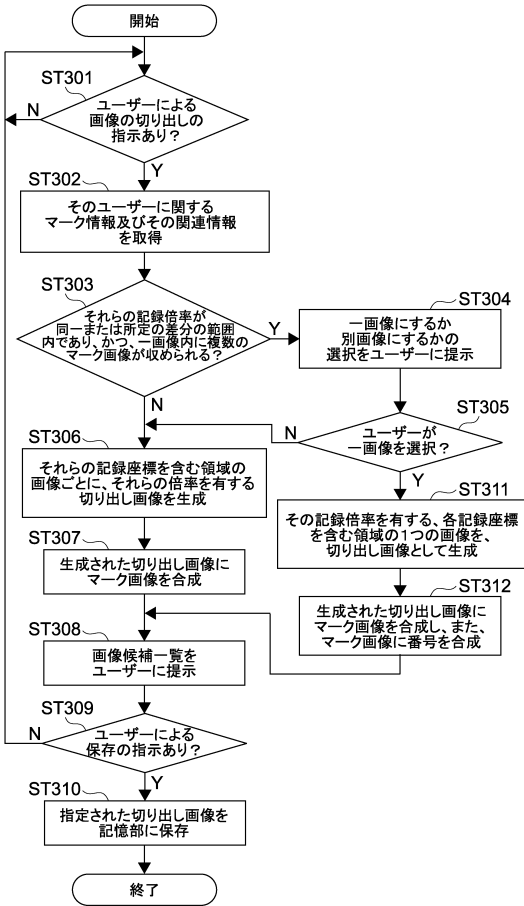 開始
ST301
ユーザーによる
画像の切り出しの
指示あり？
N
Y
ST302
そのユーザーに関する
マーク情報及びその関連情報
を取得
ST303
それらの記録倍率が
同一または所定の差分の範囲
内であり、かつ、一画像内に複数の
マーク画像が収められる？
Y
N
ST304
一画像にするか
別画像にするかの
選択をユーザーに提示
ST305
ユーザーが
一画像を選択？
N
Y
ST306
それらの記録座標を含む領域の
画像ごとに、それらの倍率を有する
切り出し画像を生成
ST311
その記録倍率を有する、各記録座標
を含む領域の１つの画像を、
切り出し画像として生成
ST307
生成された切り出し画像に
マーク画像を合成
ST312
生成された切り出し画像に
マーク画像を合成し、また、
マーク画像に番号を合成
ST308
画像候補一覧を
ユーザーに提示
ST309
ユーザーによる
保存の指示あり？
N
Y
ST310
指定された切り出し画像を
記憶部に保存
終了